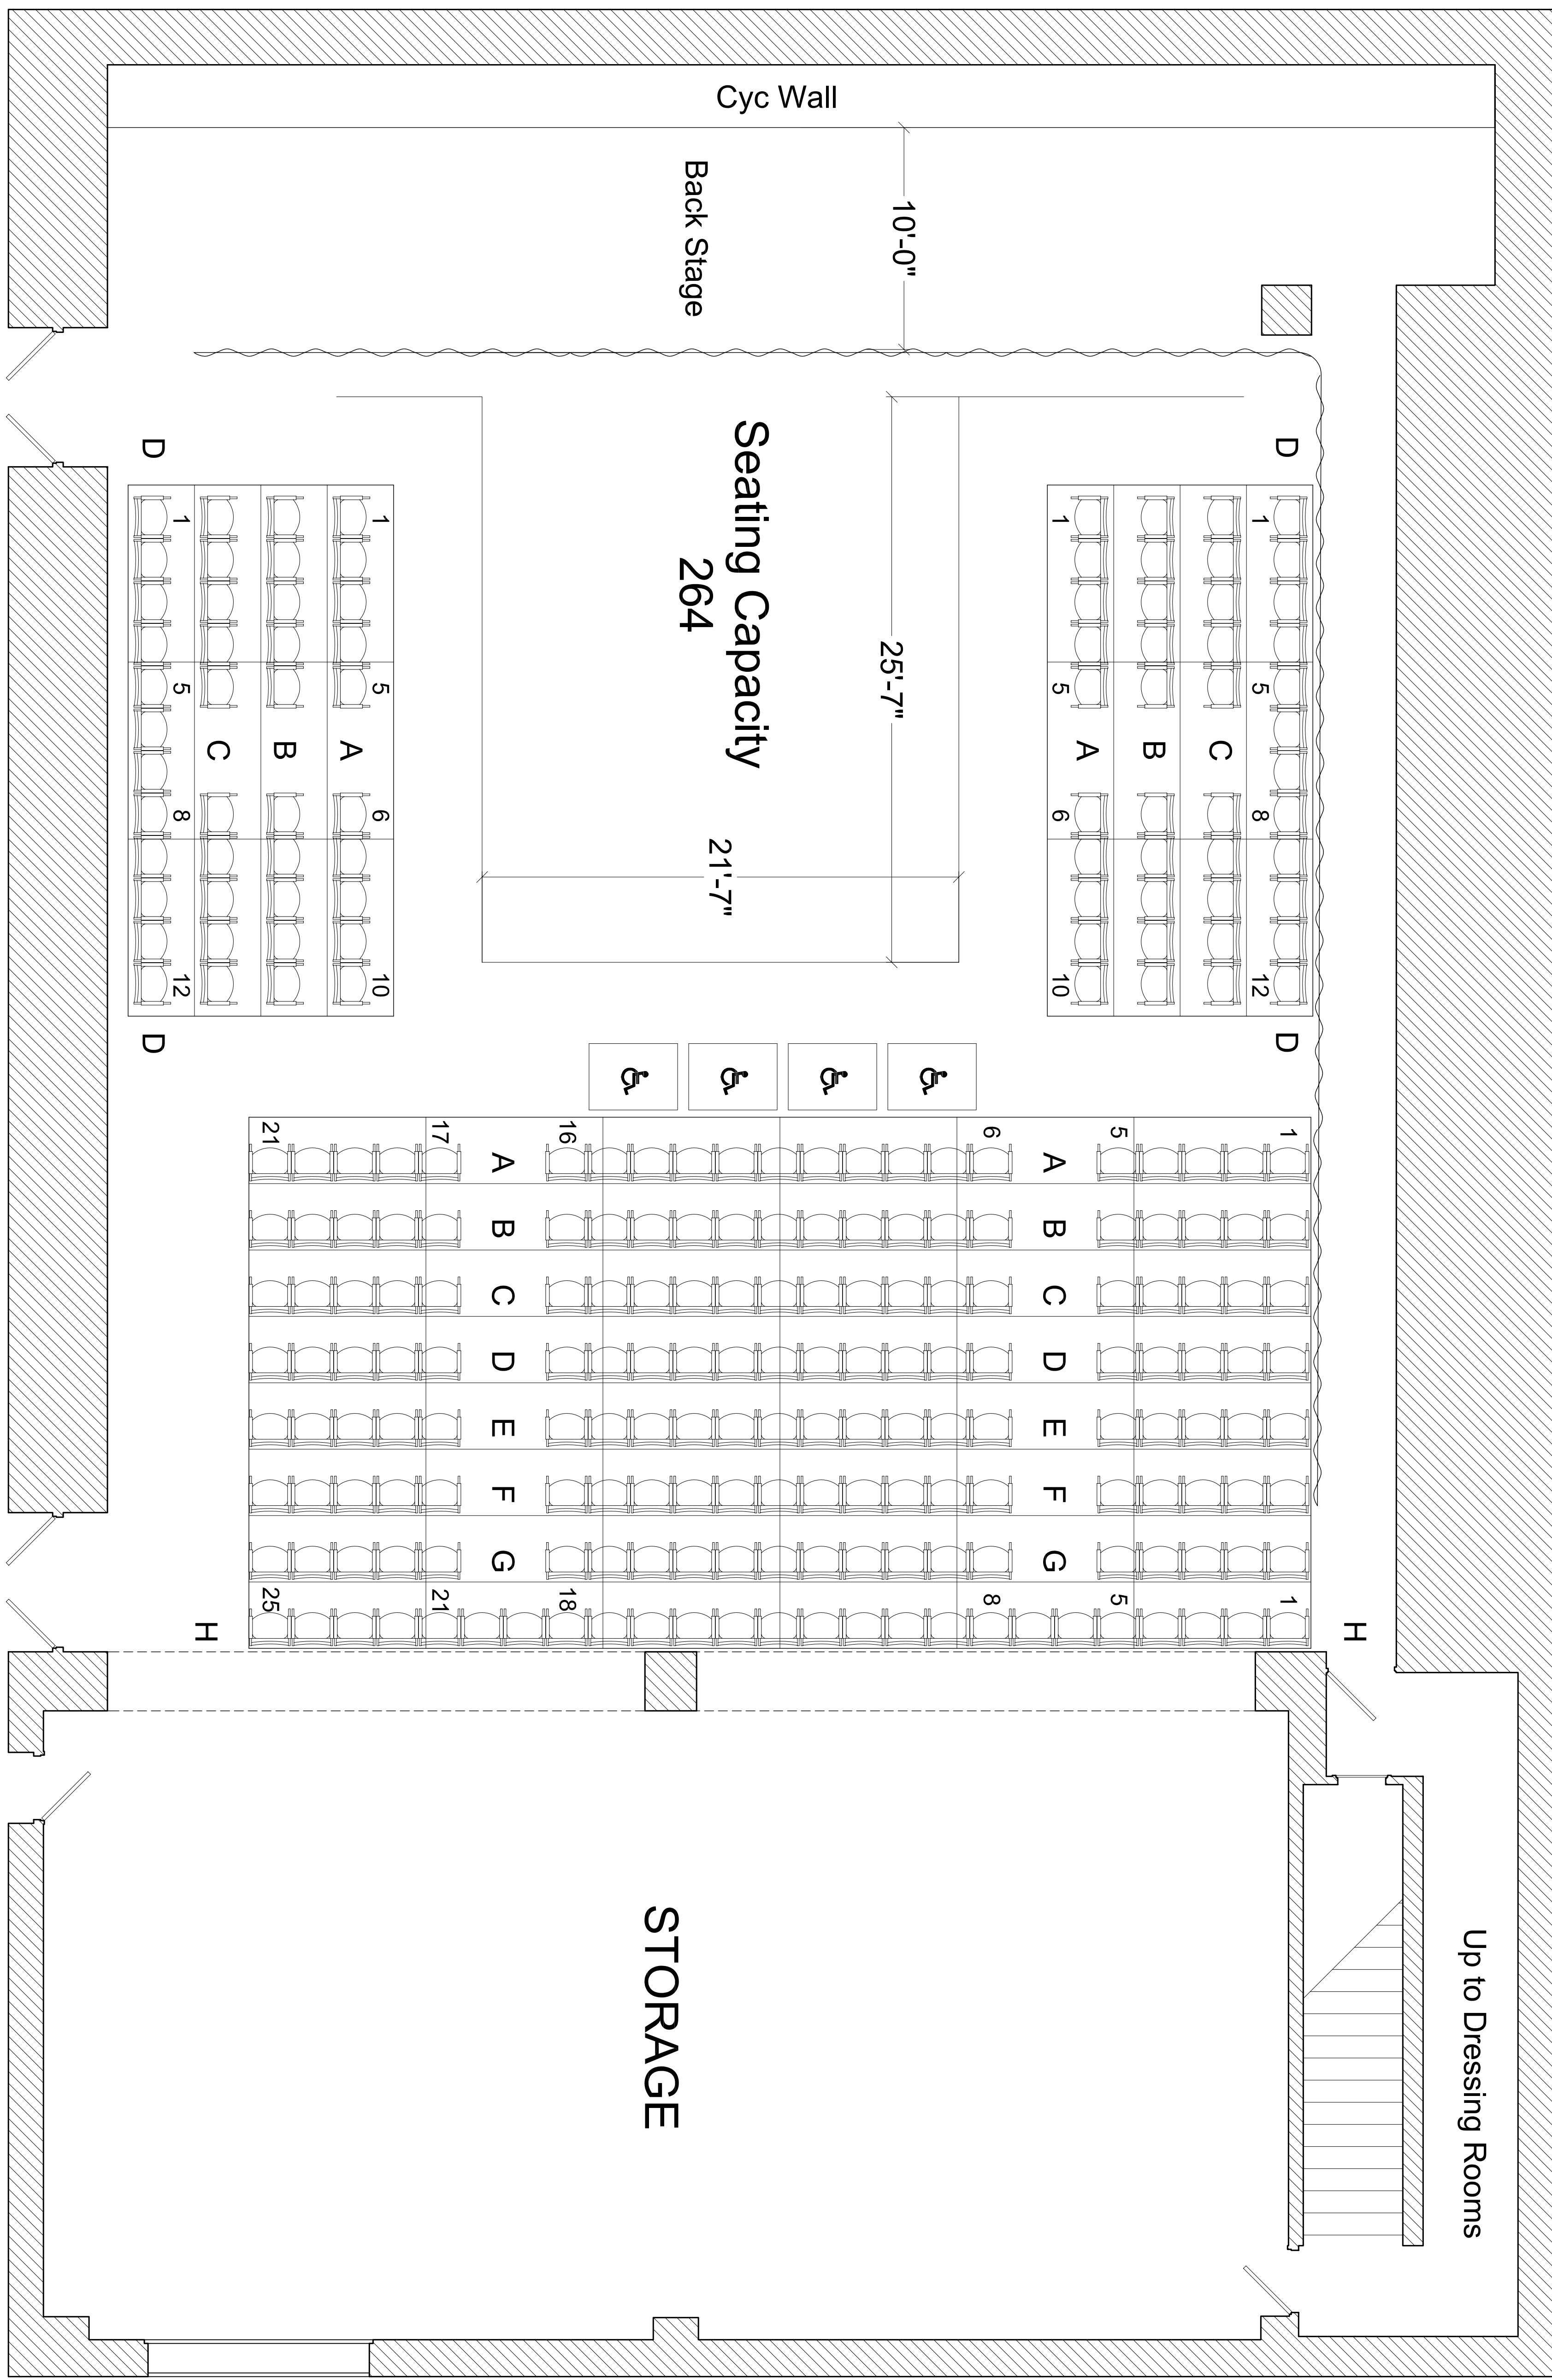 Cyc Wall
Back Stage
10'-0"
D
D
Seating Capacity
264
25'-7"
21'-7"
1
1
1
1
5
5
5
5
C
B
A
A
B
C
8
6
6
8
12
10
10
12
D
D
21
17
16
6
5
1
A
A
B
B
C
C
D
D
E
E
F
F
G
G
25
21
18
8
5
1
H
H
STORAGE
Up to Dressing Rooms